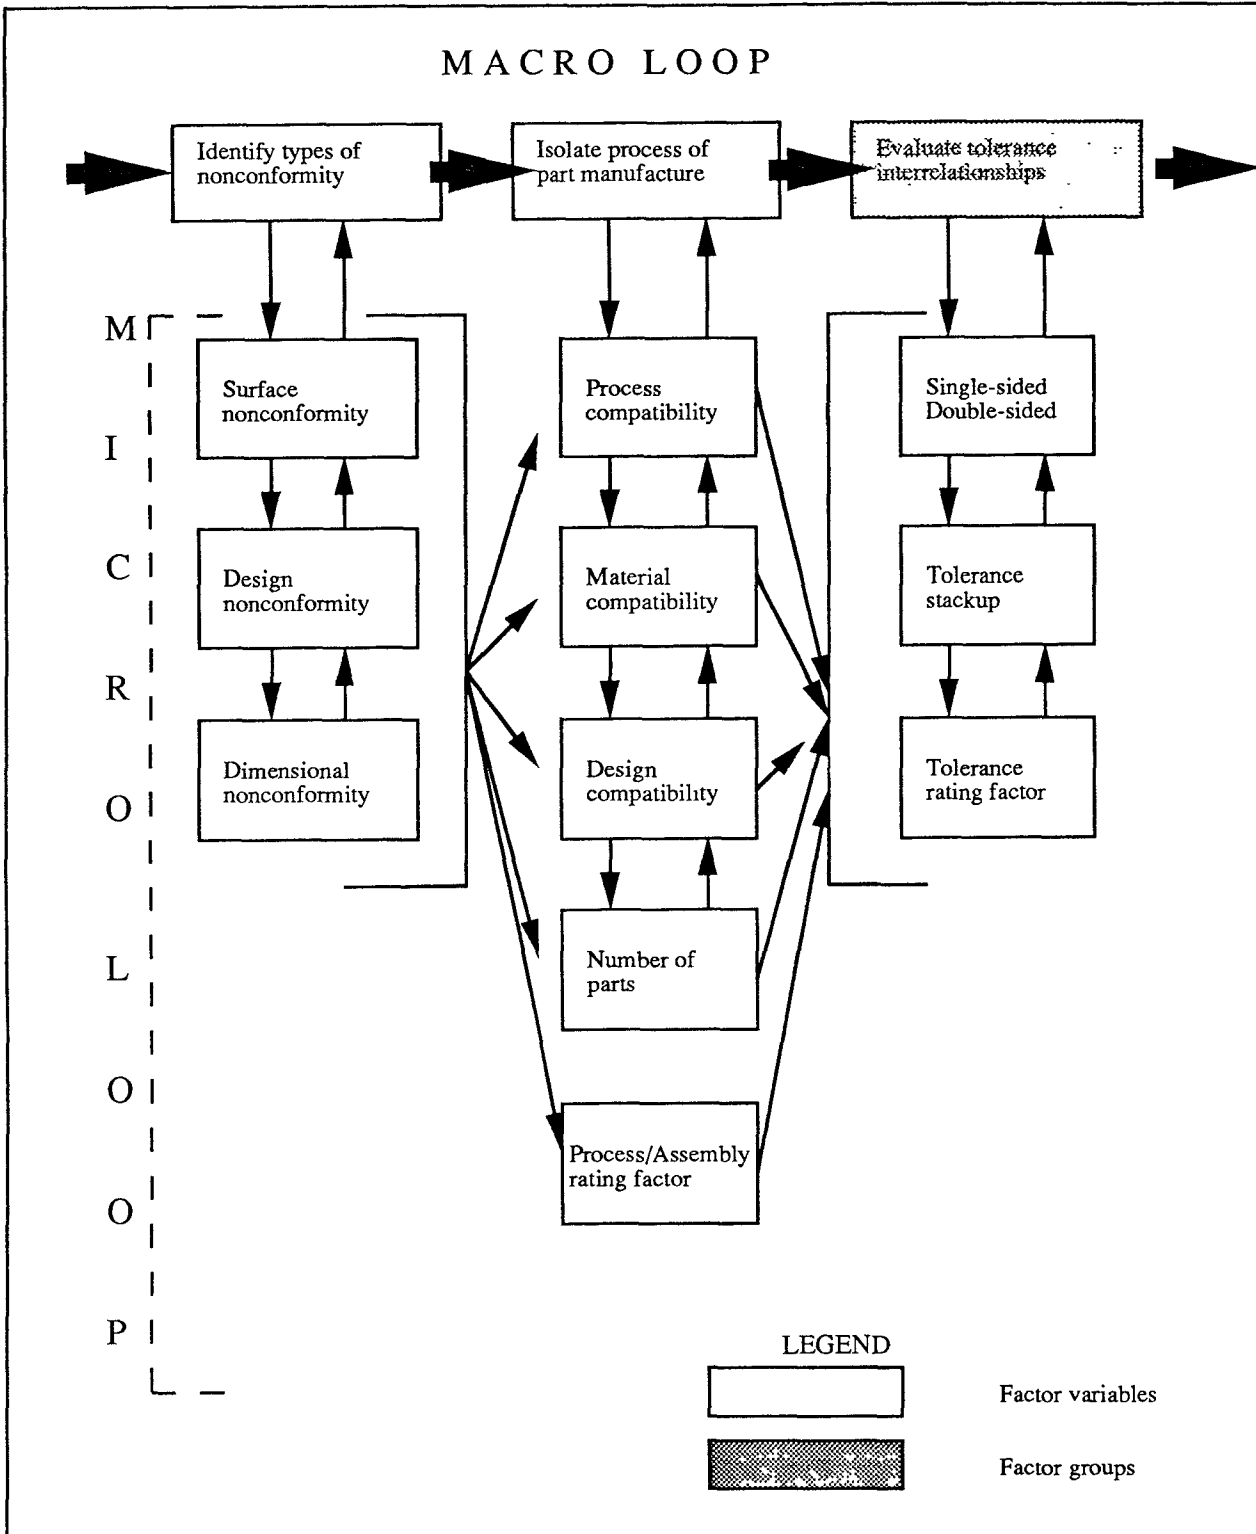 MACRO LOOP
Identify types of
nonconformity
Isolate process of
part manufacture
Evaluate tolerance
interrelationships
MICRO LOOP
Surface
nonconformity
Process
compatibility
Single-sided
Double-sided
Design
nonconformity
Material
compatibility
Tolerance
stackup
Dimensional
nonconformity
Design
compatibility
Tolerance
rating factor
Number of
parts
Process/Assembly
rating factor
LEGEND
Factor variables
Factor groups